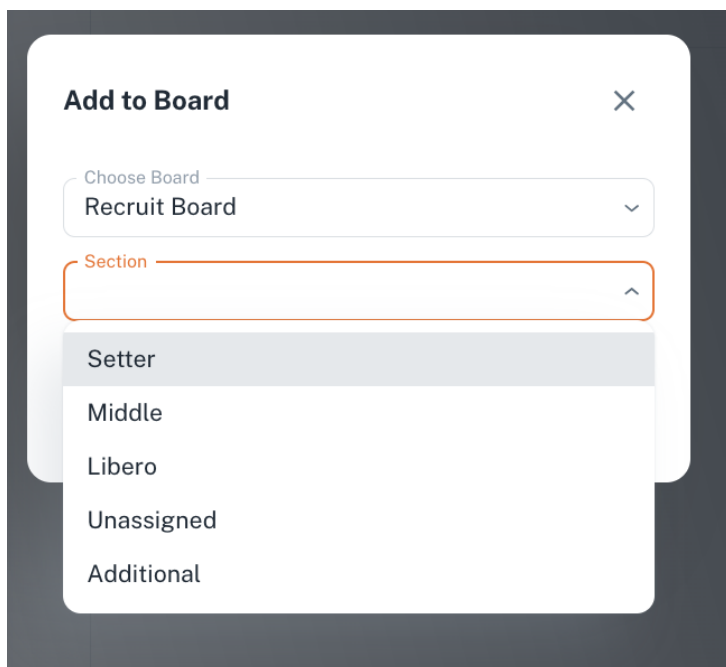 Add to Board
Choose Board
Recruit Board
Section
Setter
Middle
Libero
Unassigned
Additional